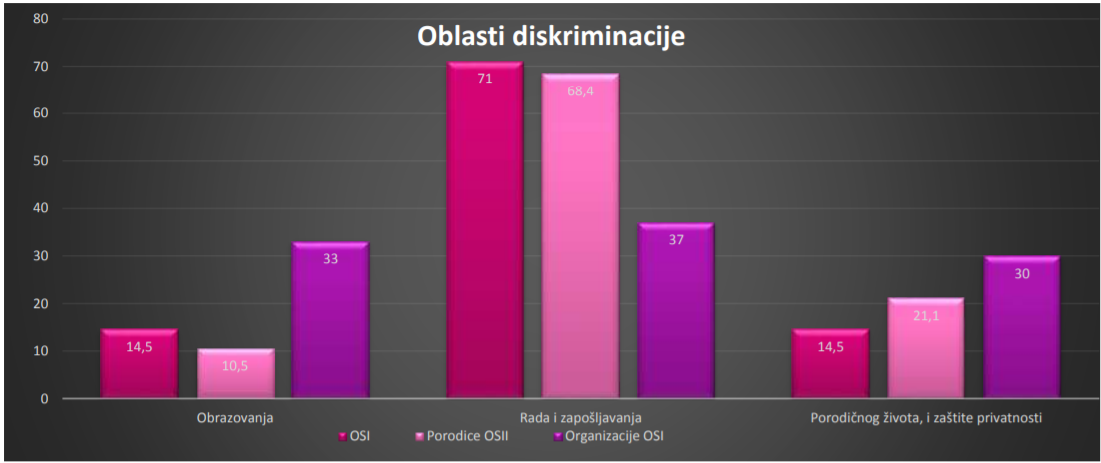 Oblasti diskriminacije
80
70
60
50
40
30
20
10
0
14,5
10,5
33
71
68,4
37
14,5
21,1
30
Obrazovanja
Rada i zapošljavanja
Porodičnog života, i zaštite privatnosti
OSI
Porodice OSII
Organizacije OSI